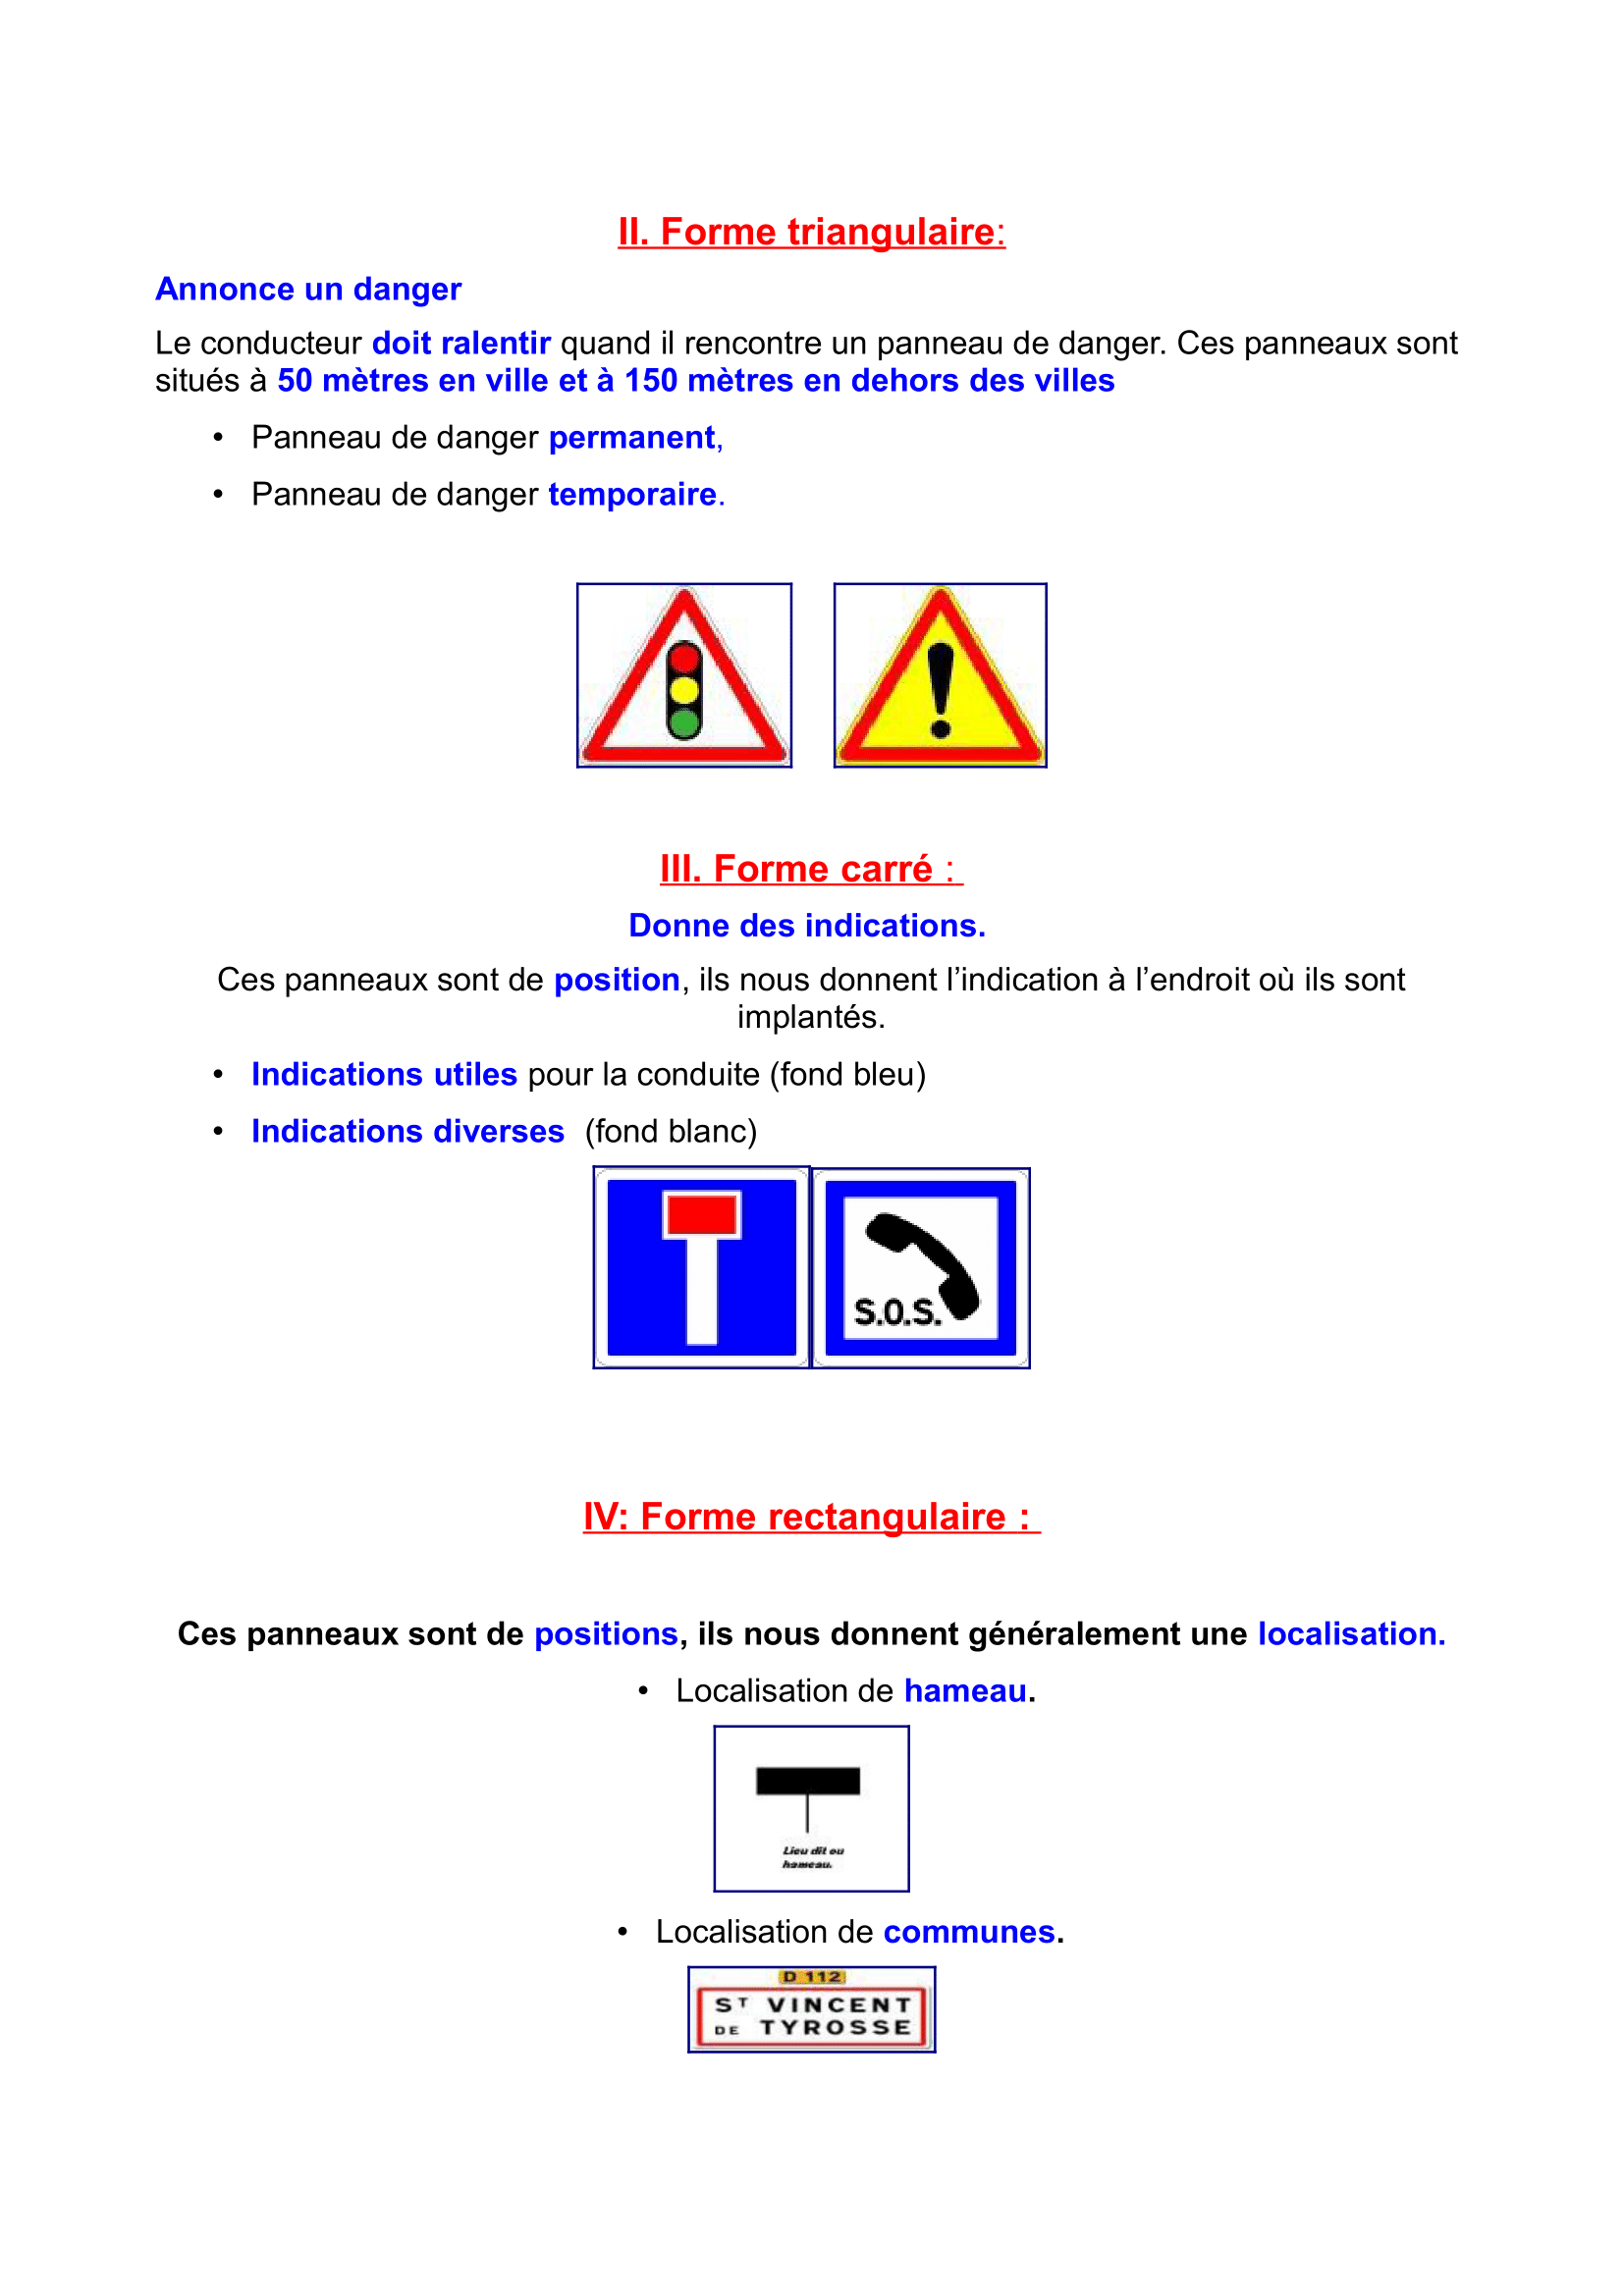 II. Forme triangulaire:
Annonce un danger
Le conducteur doit ralentir quand il rencontre un panneau de danger. Ces panneaux sont
situés à 50 mètres en ville et à 150 mètres en dehors des villes
• Panneau de danger permanent,
• Panneau de danger temporaire.
III. Forme carré :
Donne des indications.
Ces panneaux sont de position, ils nous donnent l’indication à l’endroit où ils sont
implantés.
• Indications utiles pour la conduite (fond bleu)
• Indications diverses (fond blanc)
S.O.S.
IV: Forme rectangulaire :
Ces panneaux sont de positions, ils nous donnent généralement une localisation.
• Localisation de hameau.
Lieu dit ou
hameau.
• Localisation de communes.
D 112
ST VINCENT
DE TYROSSE